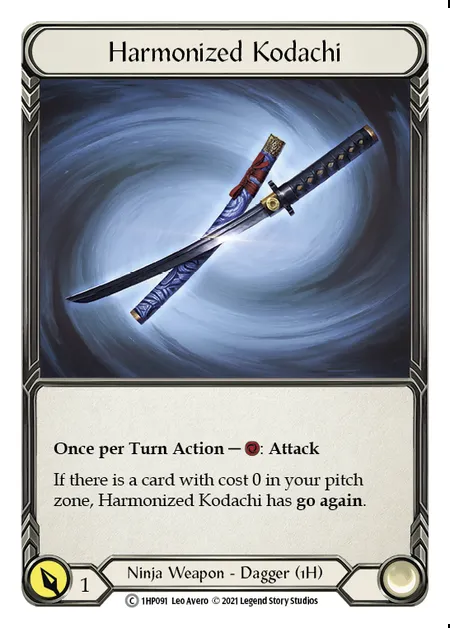 Harmonized Kodachi
Once per Turn Action — : Attack
If there is a card with cost 0 in your pitch
zone, Harmonized Kodachi has go again.
1
Ninja Weapon - Dagger (1H)
C 1HP091 Leo Avero © 2021 Legend Story Studios